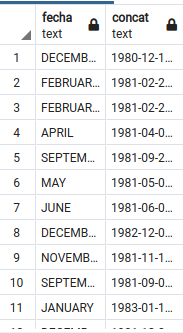 fecha concat
text text
1 DECEMB... 1980-12-1...
2 FEBRUAR... 1981-02-2...
3 FEBRUAR... 1981-02-2...
4 APRIL 1981-04-0...
5 SEPTEM... 1981-09-2...
6 MAY 1981-05-0...
7 JUNE 1981-06-0...
8 DECEMB... 1982-12-0...
9 NOVEMB... 1981-11-1...
10 SEPTEM... 1981-09-0...
11 JANUARY 1983-01-1...